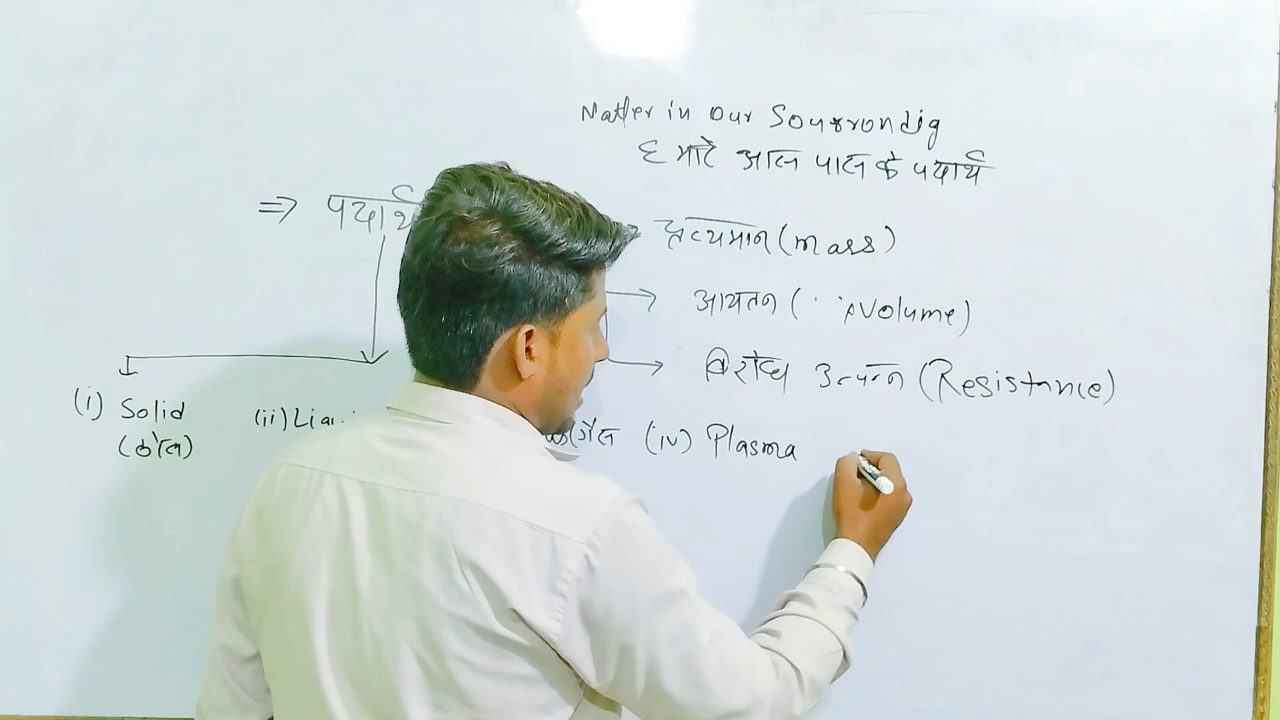 Matter in Our Sourrondig
हमारे आस पास के पदार्थ
⇒ पदार्थ
द्रव्यमान (mass)
आयतन ( Volume)
विरोध उत्पन्न (Resistance)
(i) Solid (ii) (iv) Plasma
(ठोस)